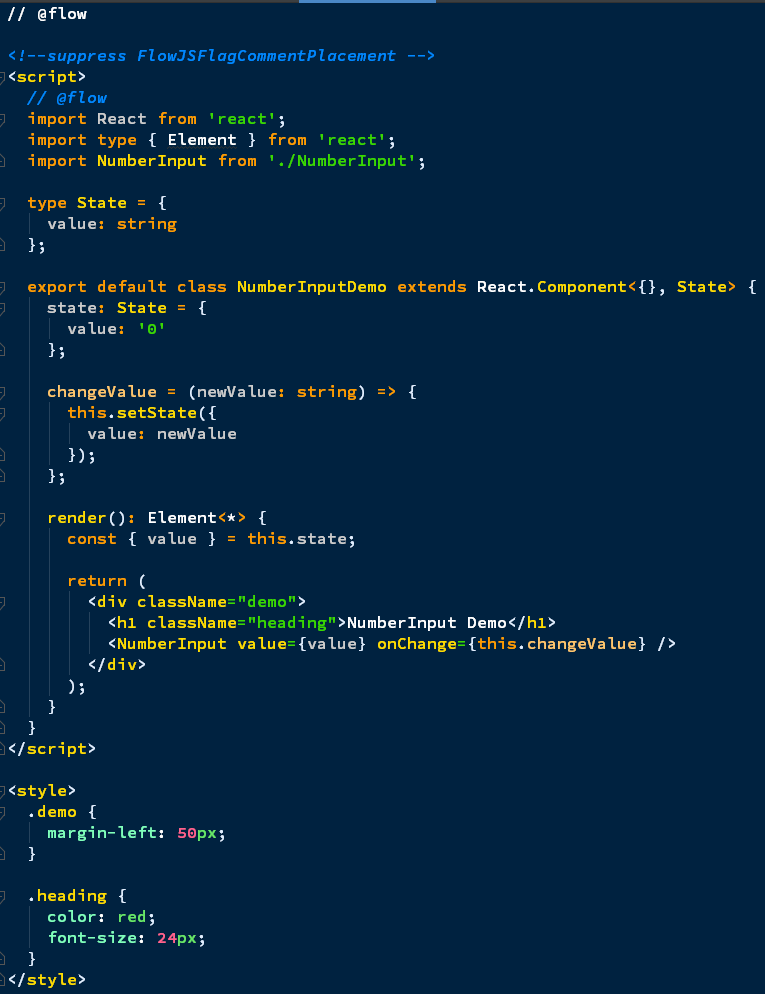 // @flow

<!--suppress FlowJSFlagCommentPlacement -->
<script>
  // @flow
  import React from 'react';
  import type { Element } from 'react';
  import NumberInput from './NumberInput';

  type State = {
    value: string
  };

  export default class NumberInputDemo extends React.Component<{}, State> {
    state: State = {
      value: '0'
    };

    changeValue = (newValue: string) => {
      this.setState({
        value: newValue
      });
    };

    render(): Element<*> {
      const { value } = this.state;

      return (
        <div className="demo">
          <h1 className="heading">NumberInput Demo</h1>
          <NumberInput value={value} onChange={this.changeValue} />
        </div>
      );
    }
  }
</script>

<style>
  .demo {
    margin-left: 50px;
  }

  .heading {
    color: red;
    font-size: 24px;
  }
</style>